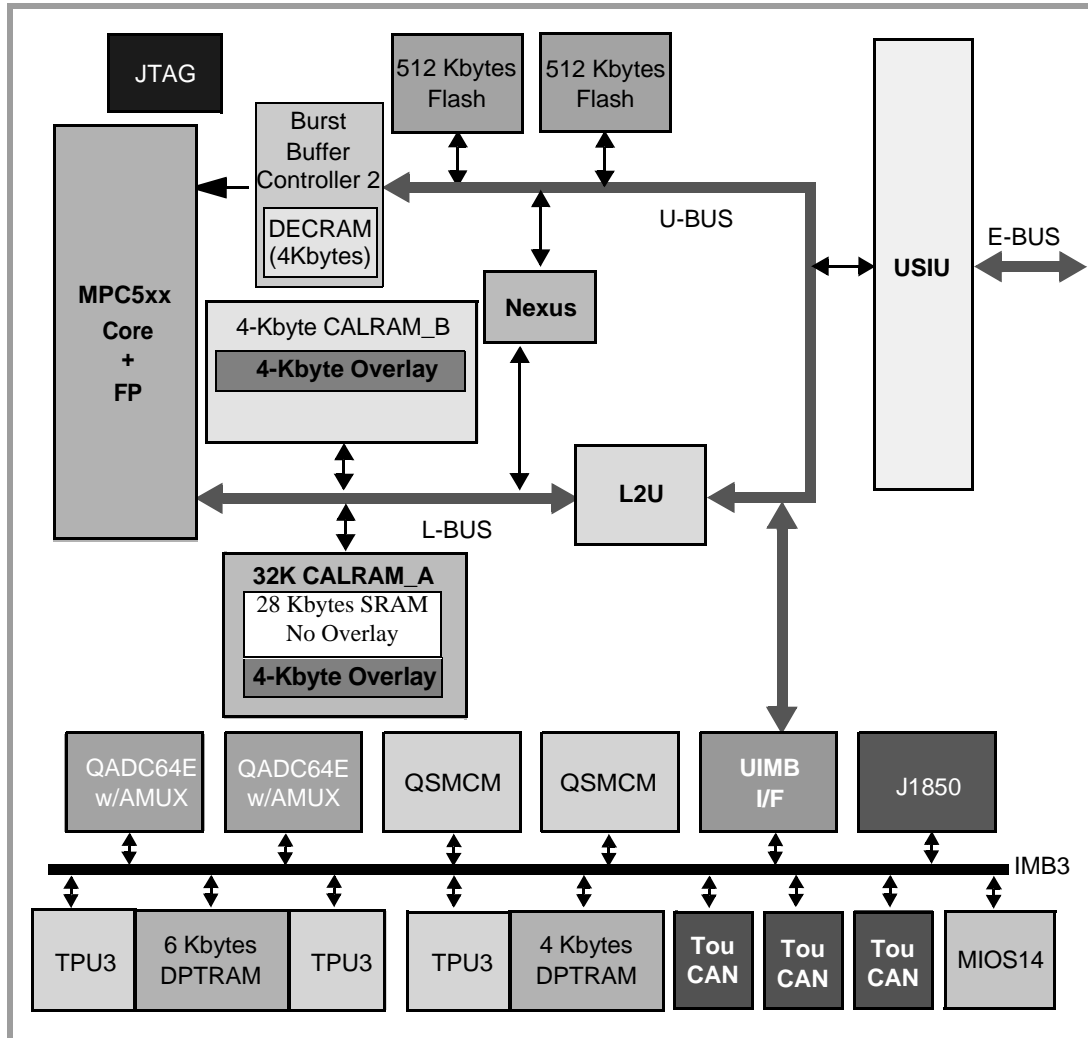 JTAG
512 Kbytes
Flash
512 Kbytes
Flash
Burst
Buffer
Controller 2
DECRAM
(4Kbytes)
U-BUS
E-BUS
USIU
MPC5xx
Core
+
FP
Nexus
4-Kbyte CALRAM_B
4-Kbyte Overlay
L2U
L-BUS
32K CALRAM_A
28 Kbytes SRAM
No Overlay
4-Kbyte Overlay
QADC64E
w/AMUX
QADC64E
w/AMUX
QSMCM
QSMCM
UIMB
I/F
J1850
IMB3
TPU3
6 Kbytes
DPTRAM
TPU3
TPU3
4 Kbytes
DPTRAM
Tou
CAN
Tou
CAN
Tou
CAN
MIOS14